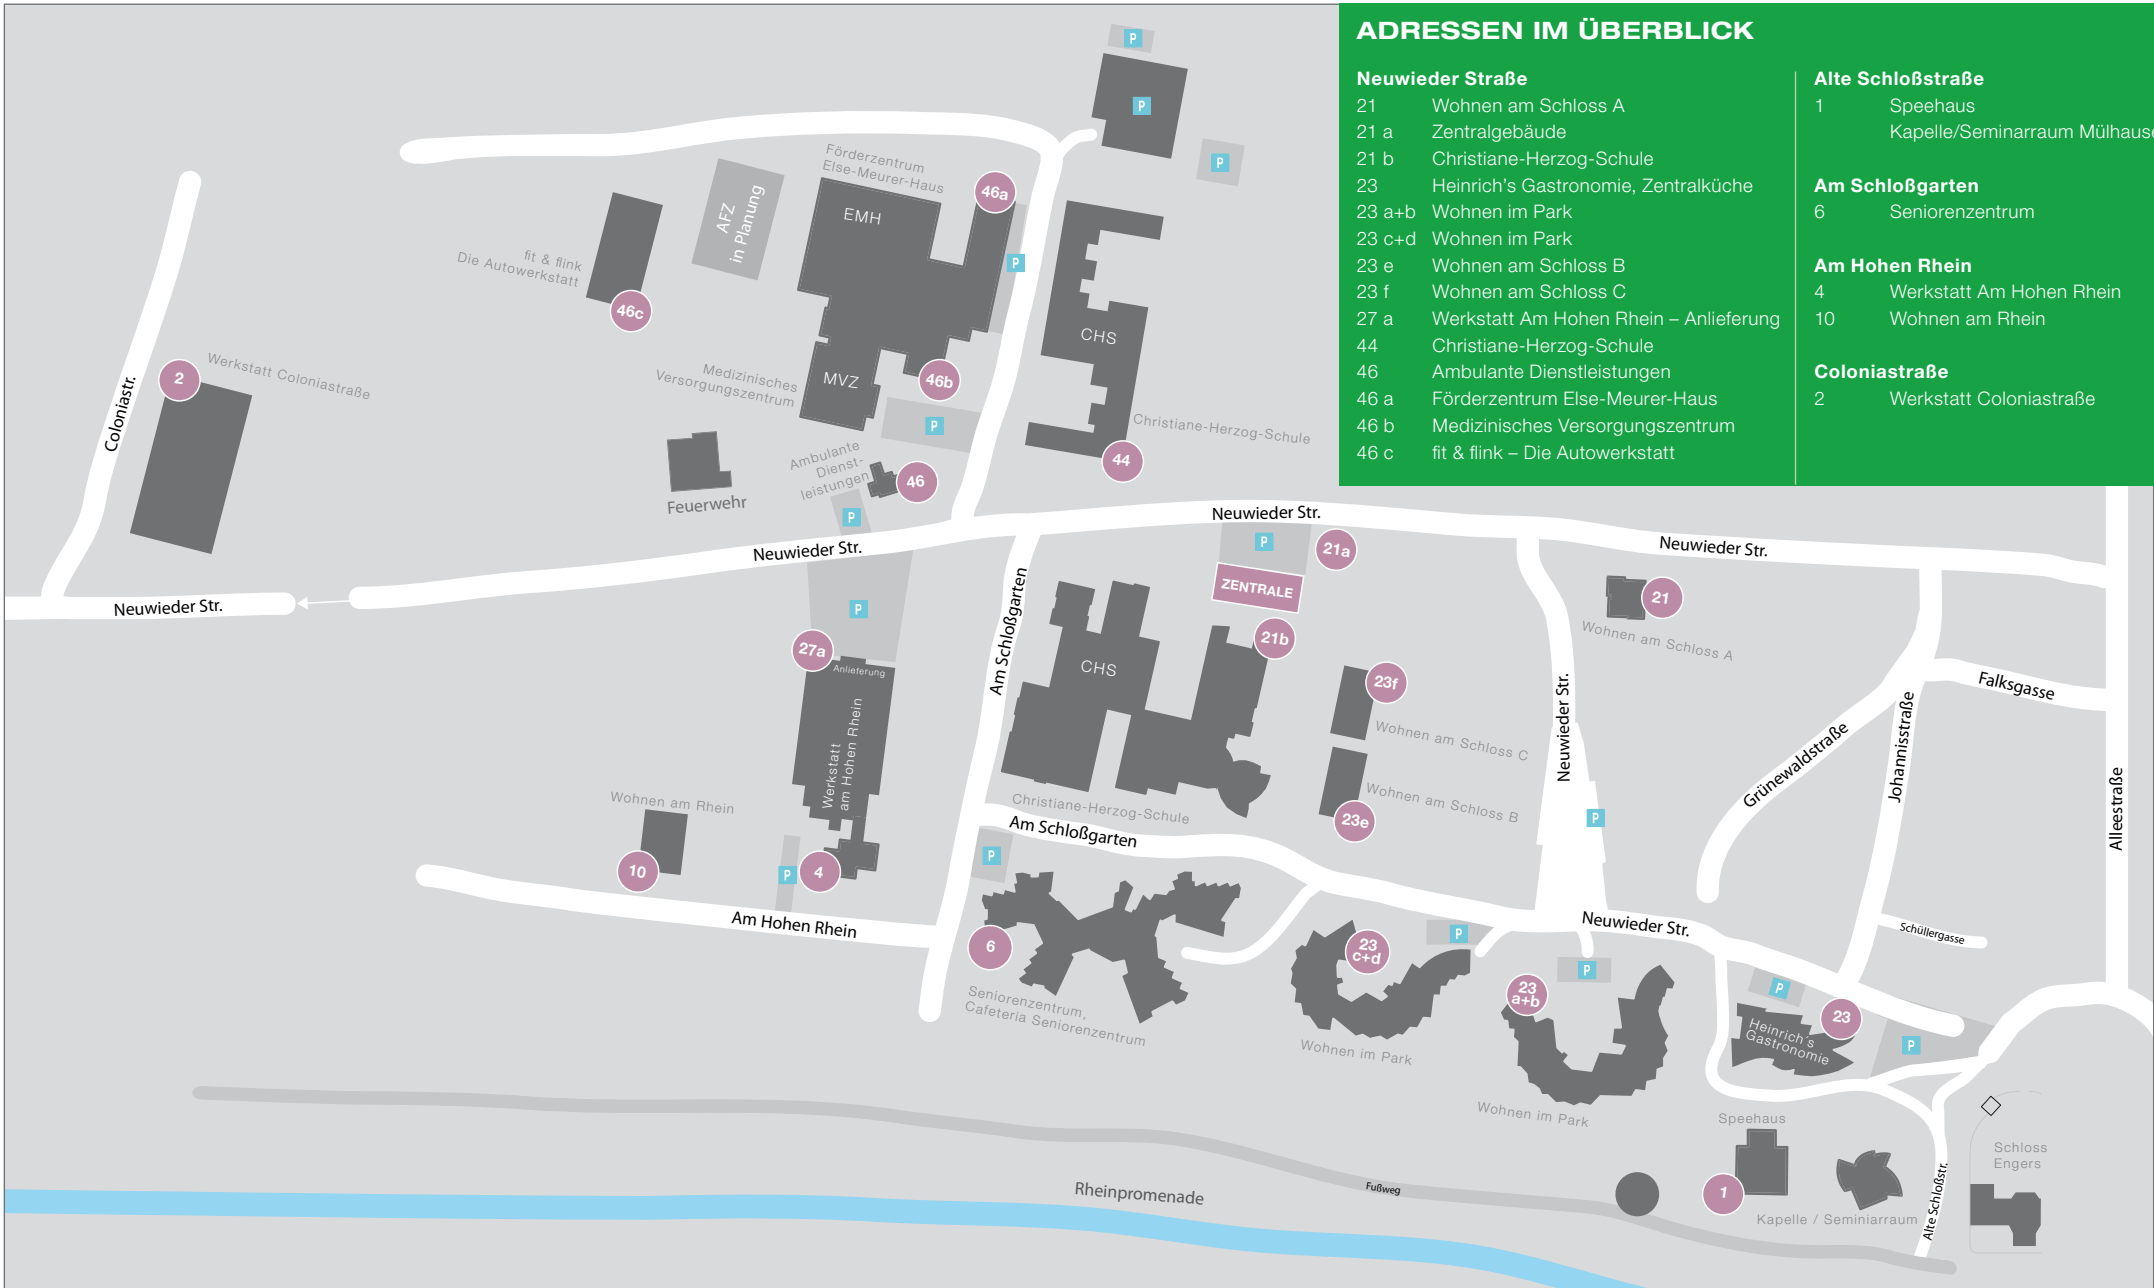 ADRESSEN IM ÜBERBLICK
Neuwieder Straße
21 Wohnen am Schloss A
21 a Zentralgebäude
21 b Christiane-Herzog-Schule
23 Heinrich's Gastronomie, Zentralküche
23 a+b Wohnen im Park
23 c+d Wohnen im Park
23 e Wohnen am Schloss B
23 f Wohnen am Schloss C
27 a Werkstatt Am Hohen Rhein – Anlieferung
44 Christiane-Herzog-Schule
46 Ambulante Dienstleistungen
46 a Förderzentrum Else-Meurer-Haus
46 b Medizinisches Versorgungszentrum
46 c fit & flink – Die Autowerkstatt
Alte Schloßstraße
1 Speehaus
Kapelle/Seminarraum Mülhause
Am Schloßgarten
6 Seniorenzentrum
Am Hohen Rhein
4 Werkstatt Am Hohen Rhein
10 Wohnen am Rhein
Coloniastraße
2 Werkstatt Coloniastraße
P
P
P
Förderzentrum
Else-Meurer-Haus
46a
EMH
AFZ
in Planung
fit & flink
Die Autowerkstatt
46c
P
CHS
Coloniastr.
2
Werkstatt Coloniastraße
Medizinisches
Versorgungszentrum
MVZ
46b
P
Christiane-Herzog-Schule
44
Ambulante
Dienst-
leistungen
46
Feuerwehr
P
Neuwieder Str.
Neuwieder Str.
Neuwieder Str.
Neuwieder Str.
P
21a
ZENTRALE
21b
21
Wohnen am Schloss A
P
27a
Anlieferung
Werkstatt
am Hohen Rhein
Am Schloßgarten
CHS
Christiane-Herzog-Schule
23f
Wohnen am Schloss C
Wohnen am Schloss B
23e
Neuwieder Str.
P
Falksgasse
Grünewaldstraße
Johannisstraße
Alleestraße
Wohnen am Rhein
10
P
4
Am Hohen Rhein
Am Schloßgarten
P
6
Seniorenzentrum,
Cafeteria Seniorenzentrum
23
c+d
P
Wohnen im Park
Neuwieder Str.
P
23
a+b
Wohnen im Park
Schüllergasse
P
23
Heinrich's
Gastronomie
P
Speehaus
1
Kapelle / Seminiarraum
Alte Schloßstr.
Schloss
Engers
Fußweg
Rheinpromenade